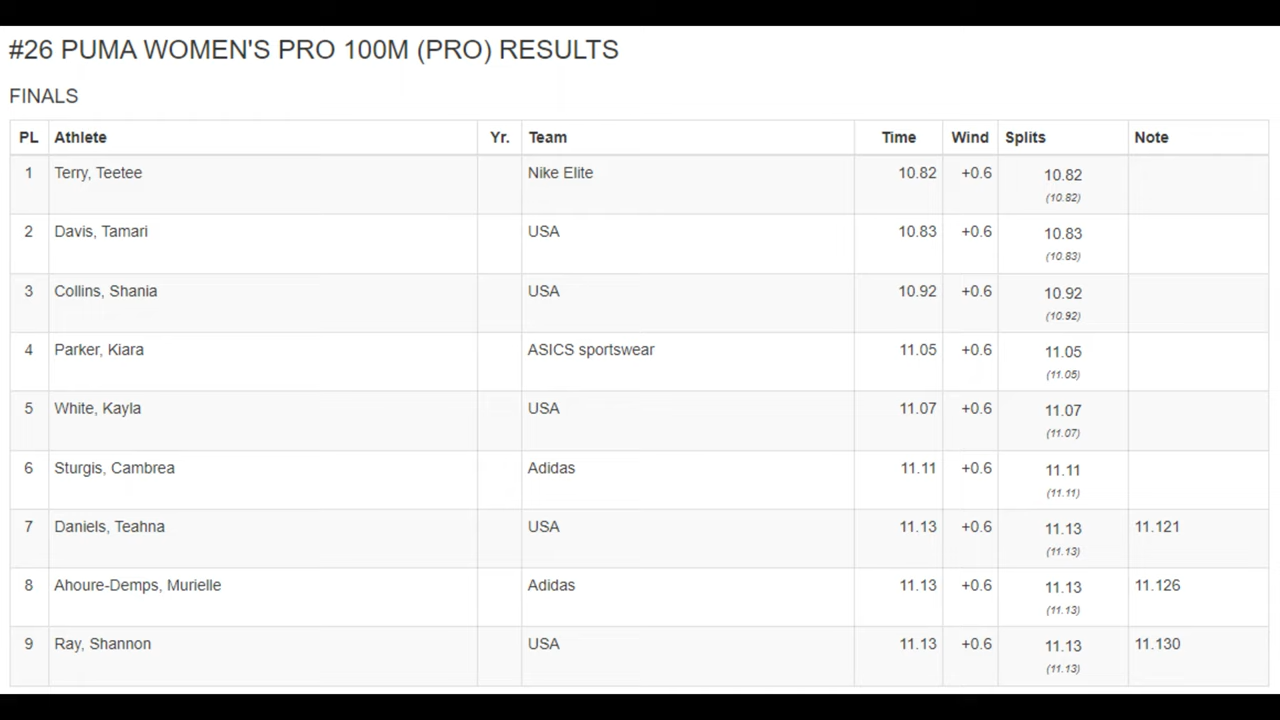 #26 PUMA WOMEN'S PRO 100M (PRO) RESULTS
FINALS
PL Athlete Yr. Team Time Wind Splits Note
1 Terry, Teetee Nike Elite 10.82 +0.6 10.82
(10.82)
2 Davis, Tamari USA 10.83 +0.6 10.83
(10.83)
3 Collins, Shania USA 10.92 +0.6 10.92
(10.92)
4 Parker, Kiara ASICS sportswear 11.05 +0.6 11.05
(11.05)
5 White, Kayla USA 11.07 +0.6 11.07
(11.07)
6 Sturgis, Cambrea Adidas 11.11 +0.6 11.11
(11.11)
7 Daniels, Teahna USA 11.13 +0.6 11.13 11.121
(11.13)
8 Ahoure-Demps, Murielle Adidas 11.13 +0.6 11.13 11.126
(11.13)
9 Ray, Shannon USA 11.13 +0.6 11.13 11.130
(11.13)